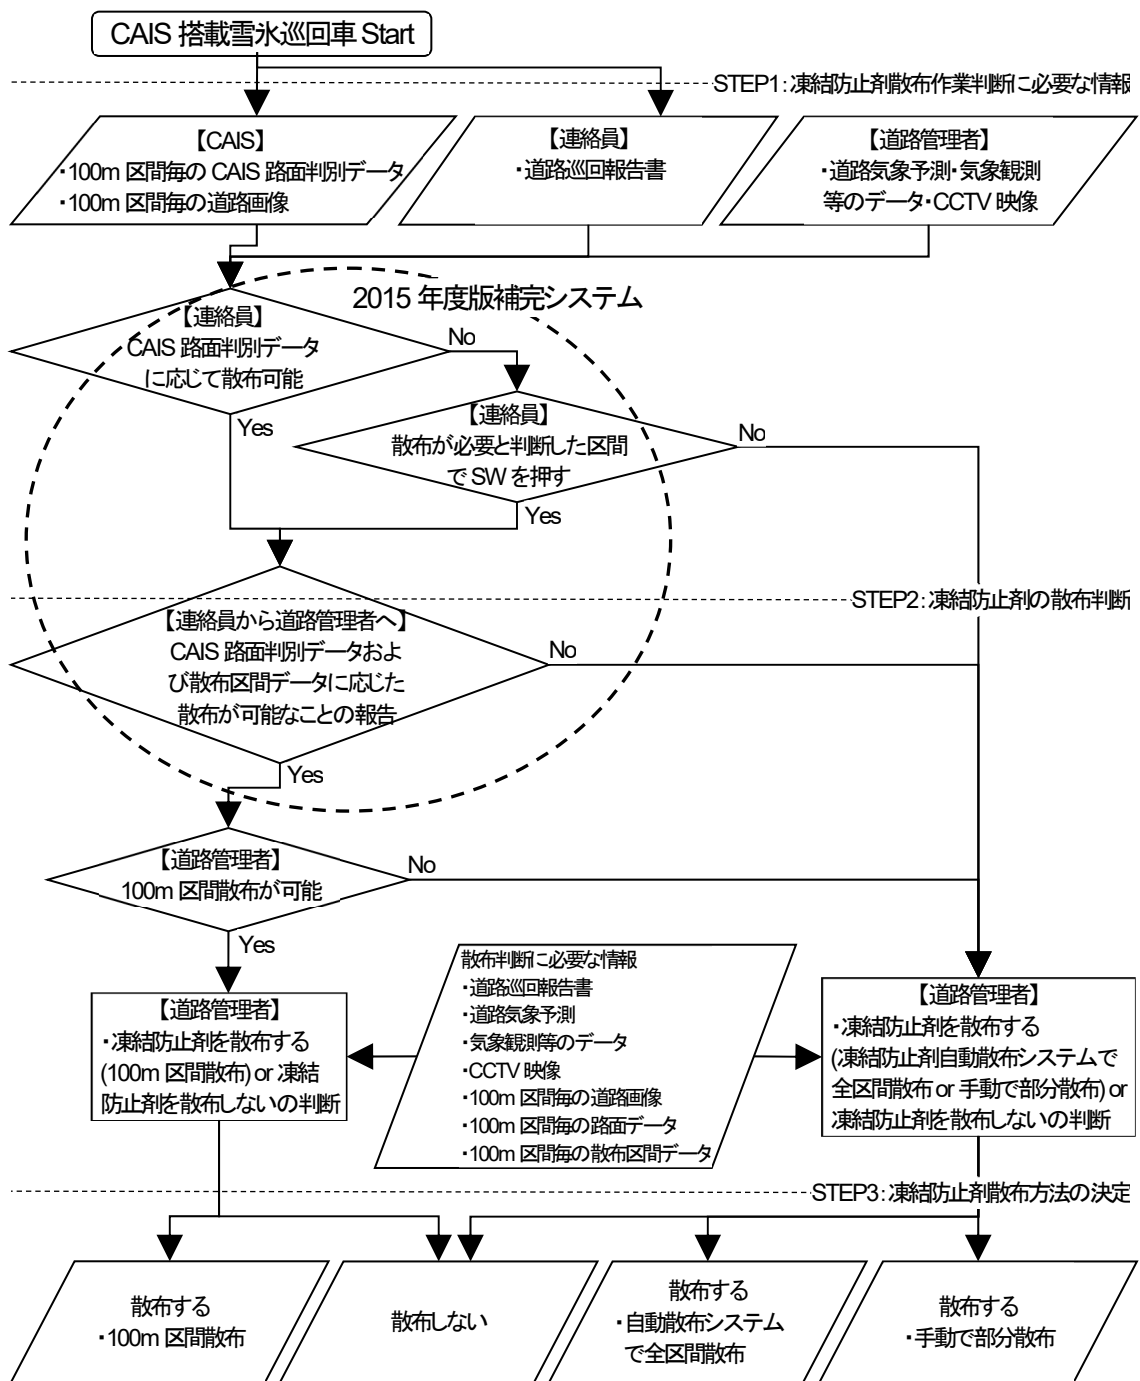 CAIS 搭載雪氷巡回車 Start
STEP1：凍結防止剤散布作業判断に必要な情報
【CAIS】
・100m 区間毎の CAIS 路面判別データ
・100m 区間毎の道路画像
【連絡員】
・道路巡回報告書
【道路管理者】
・道路気象予測・気象観測
等のデータ・CCTV 映像
2015 年度版補完システム
【連絡員】
CAIS 路面判別データ
に応じて散布可能
No
Yes
【連絡員】
散布が必要と判断した区間
で SW を押す
No
Yes
STEP2：凍結防止剤の散布判断
【連絡員から道路管理者へ】
CAIS 路面判別データおよ
び散布区間データに応じた
散布が可能なことの報告
No
Yes
【道路管理者】
100m 区間散布が可能
No
Yes
【道路管理者】
・凍結防止剤を散布する
(100m 区間散布) or 凍結
防止剤を散布しないの判断
散布判断に必要な情報
・道路巡回報告書
・道路気象予測
・気象観測等のデータ
・CCTV 映像
・100m 区間毎の道路画像
・100m 区間毎の路面データ
・100m 区間毎の散布区間データ
【道路管理者】
・凍結防止剤を散布する
(凍結防止剤自動散布システムで
全区間散布 or 手動で部分散布) or
凍結防止剤を散布しないの判断
STEP3：凍結防止剤散布方法の決定
散布する
・100m 区間散布
散布しない
散布する
・自動散布システム
で全区間散布
散布する
・手動で部分散布